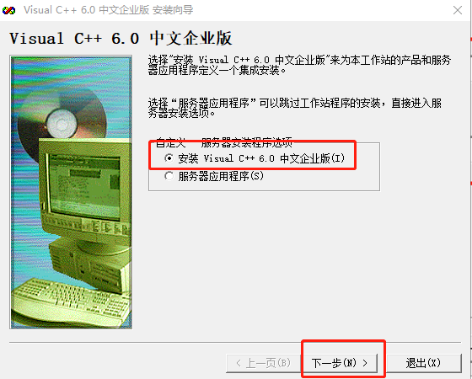 Visual C++ 6.0 中文企业版 安装向导
Visual C++ 6.0 中文企业版
选择"安装 Visual C++ 6.0 中文企业版"来为本工作站的产品和服务
器应用程序定义一个集成安装。
选择“服务器应用程序”可以跳过工作站程序的安装，直接进入服
务器安装选项。
自定义 服务器安装程序选项
安装 Visual C++ 6.0 中文企业版(I)
服务器应用程序(S)
< 上一页(B)
下一步(N) >
退出(X)